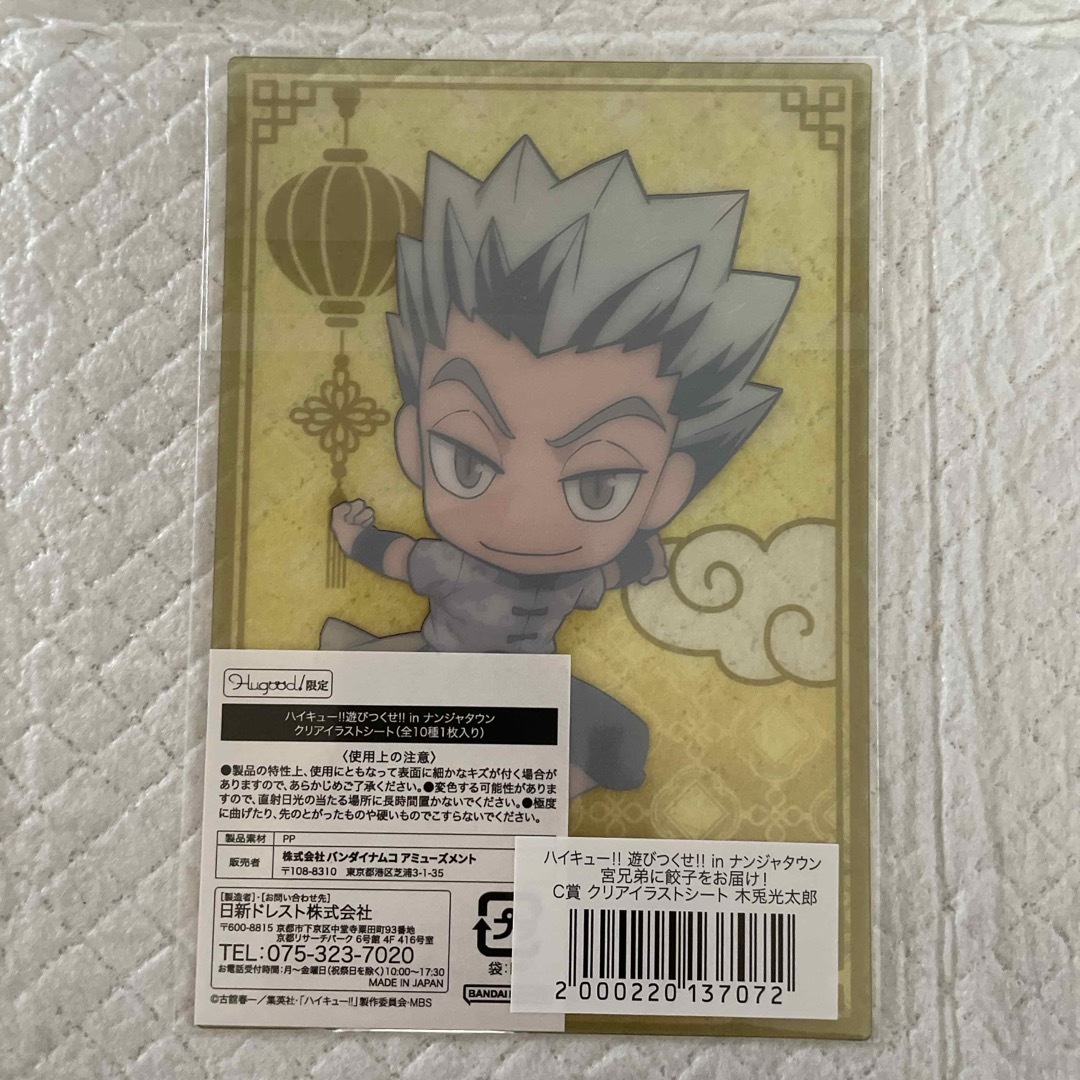 Hugood!限定
ハイキュー!!遊びつくせ!! in ナンジャタウン
クリアイラストシート(全10種1枚入り)
〈使用上の注意〉
●製品の特性上、使用にともなって表面に細かなキズが付く場合が
ありますので、あらかじめご了承ください。●変色する可能性がありま
すので、直射日光の当たる場所に長時間置かないでください。●極度
に曲げたり、先のとがったものや硬いものでこすらないでください。
製品素材 PP
販売者 株式会社 バンダイナムコ アミューズメント
〒108-8310 東京都港区芝浦3-1-35
[製造者]・[お問い合わせ先]
日新ドレスト株式会社
〒600-8815 京都市下京区中堂寺粟田町93番地
京都リサーチパーク 6号館 4F 416号室
TEL:075-323-7020
お電話受付時間:月〜金曜日(祝祭日を除く)10:00〜17:30
MADE IN JAPAN
©古舘春一/集英社・「ハイキュー!!」製作委員会・MBS
プ
袋:
BANDAI
ハイキュー!! 遊びつくせ!! in ナンジャタウン
宮兄弟に餃子をお届け!
C賞 クリアイラストシート 木兎光太郎
2 000220 137072